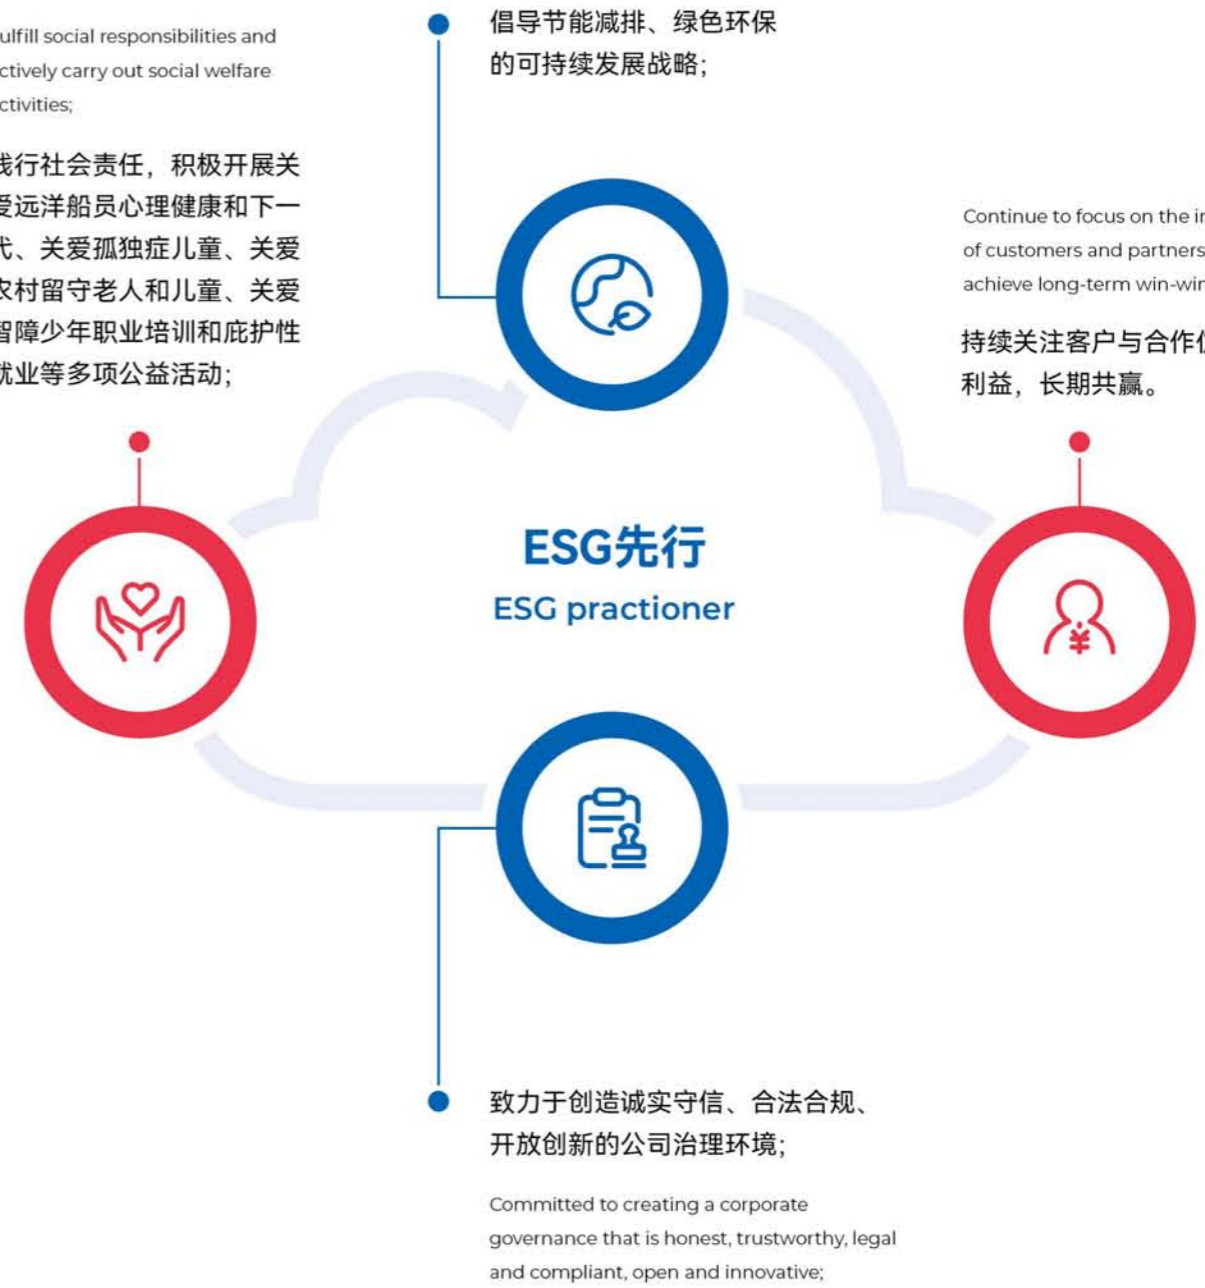 ulfill social responsibilities and
ctively carry out social welfare
ctivities;
践行社会责任，积极开展关
爱远洋船员心理健康和下一
代、关爱孤独症儿童、关爱
农村留守老人和儿童、关爱
智障少年职业培训和庇护性
就业等多项公益活动；
倡导节能减排、绿色环保
的可持续发展战略；
Continue to focus on the
of customers and partners
achieve long-term win-win
持续关注客户与合作
利益，长期共赢。
ESG先行
ESG practioner
致力于创造诚实守信、合法合规、
开放创新的公司治理环境；
Committed to creating a corporate
governance that is honest, trustworthy, legal
and compliant, open and innovative;